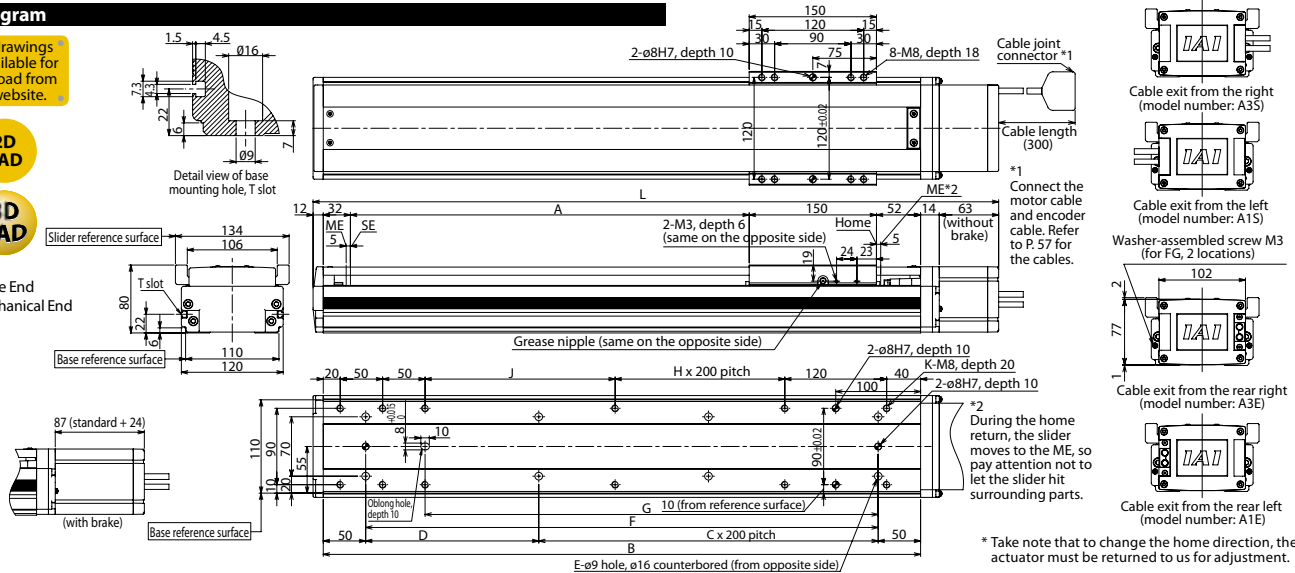 gram
drawings
ilable for
oad from
website.
2D
AD
3D
AD
1.5
4.5
Ø16
7.3
4.3
22
6
Ø9
7
Detail view of base
mounting hole, T slot
150
15
120
15
30
90
30
2-ø8H7, depth 10
75
8-M8, depth 18
7
120
120±0.02
Cable joint
connector *1
Cable length
(300)
L
ME*2
12
32
A
150
52
14
63
(without
brake)
ME
SE
5
2-M3, depth 6
(same on the opposite side)
Home
5
24
23
19
Grease nipple (same on the opposite side)
*1
Connect the
motor cable
and encoder
cable. Refer
to P. 57 for
the cables.
Slider reference surface
134
106
e End
hanical End
T slot
80
22
6
Base reference surface
110
120
87 (standard + 24)
(with brake)
20
50
50
J
H x 200 pitch
120
40
2-ø8H7, depth 10
K-M8, depth 20
100
2-ø8H7, depth 10
110
90
70
55
10
20
8 +0.015 0
10
90±0.02
Oblong hole,
depth 10
G
10 (from reference surface)
F
Base reference surface
50
D
C x 200 pitch
50
B
E-ø9 hole, ø16 counterbored (from opposite side)
*2
During the home
return, the slider
moves to the ME, so
pay attention not to
let the slider hit
surrounding parts.
IAI
Cable exit from the right
(model number: A3S)
IAI
Cable exit from the left
(model number: A1S)
Washer-assembled screw M3
(for FG, 2 locations)
102
2
77
1
IAI
Cable exit from the rear right
(model number: A3E)
IAI
Cable exit from the rear left
(model number: A1E)
* Take note that to change the home direction, the
actuator must be returned to us for adjustment.